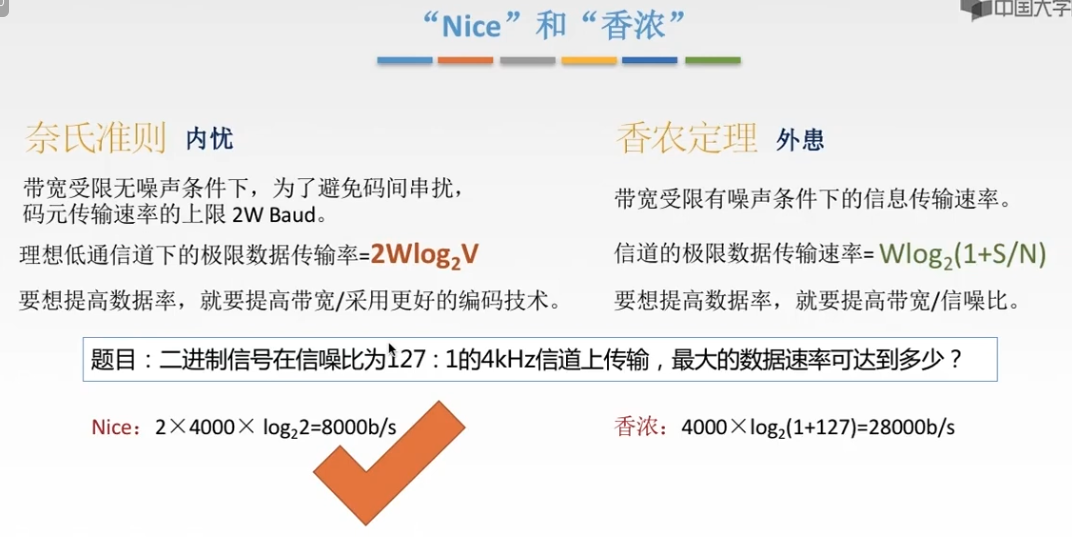 中国大学
“Nice”和“香浓”
奈氏准则 内忧
带宽受限无噪声条件下，为了避免码间串扰，
码元传输速率的上限 2W Baud。
理想低通信道下的极限数据传输率=2Wlog₂V
要想提高数据率，就要提高带宽/采用更好的编码技术。
香农定理 外患
带宽受限有噪声条件下的信息传输速率。
信道的极限数据传输速率= Wlog₂(1+S/N)
要想提高数据率，就要提高带宽/信噪比。
题目：二进制信号在信噪比为127：1的4kHz信道上传输，最大的数据速率可达到多少？
Nice：2×4000× log₂2=8000b/s
香浓：4000×log₂(1+127)=28000b/s